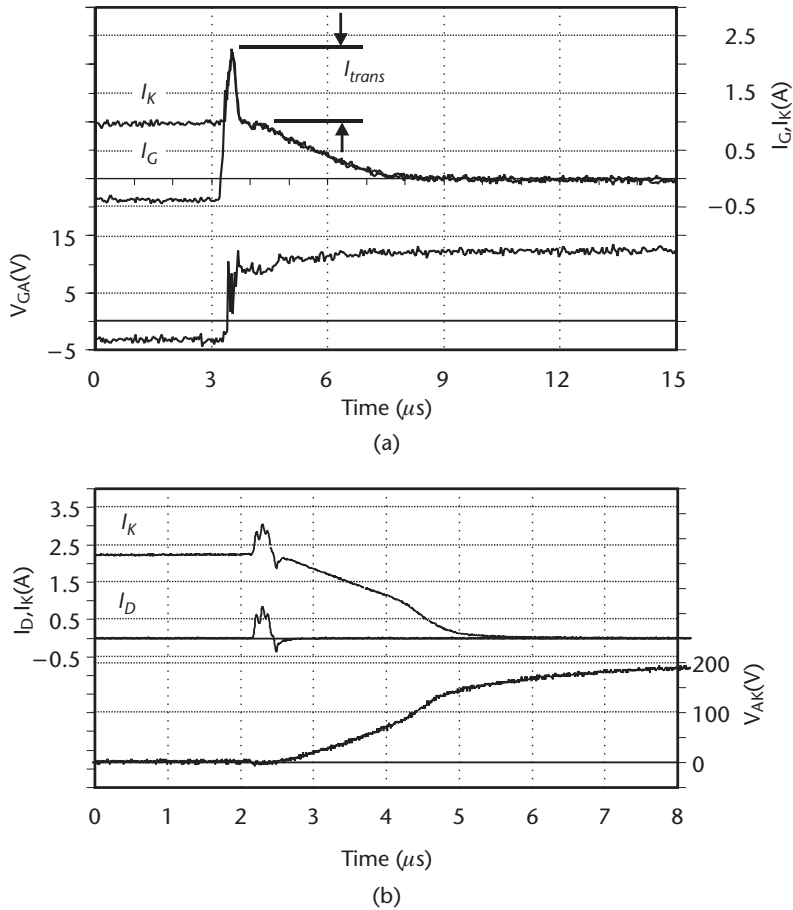 2.5
I_trans
I_K
1.5
I_G
0.5
−0.5
I_G,I_K(A)
15
5
−5
V_GA(V)
0 3 6 9 12 15
Time (μs)
(a)
3.5
I_K
2.5
1.5
I_D
0.5
−0.5
I_D,I_K(A)
200
100
0
V_AK(V)
0 1 2 3 4 5 6 7 8
Time (μs)
(b)